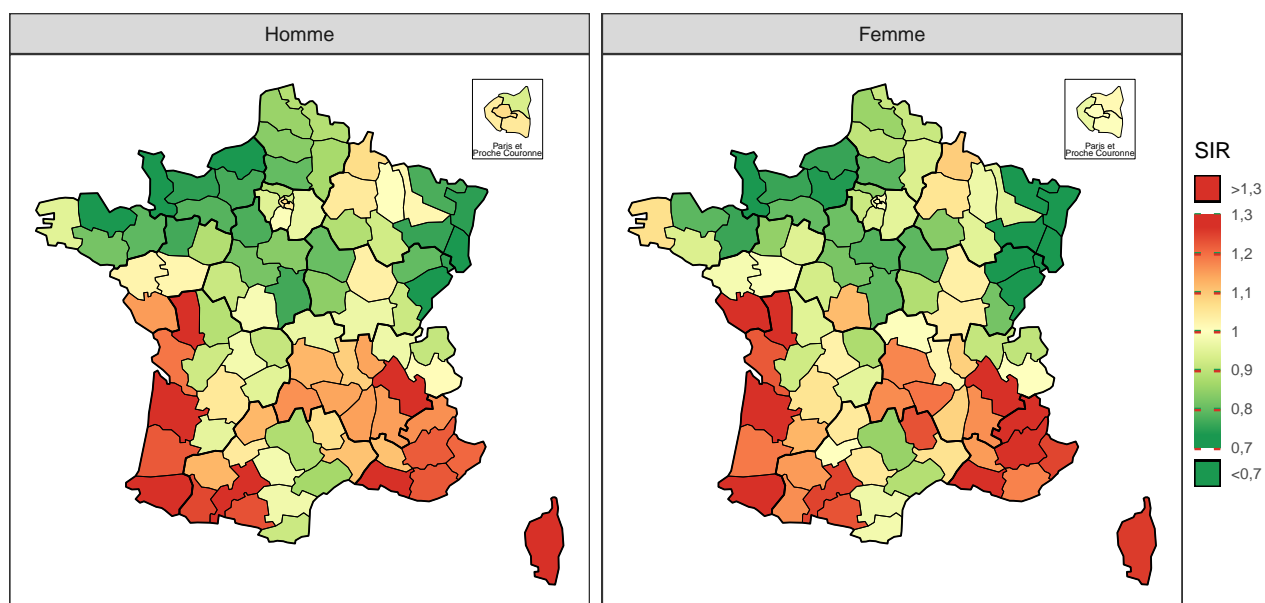 Homme
Femme
Paris et
Proche Couronne
Paris et
Proche Couronne
SIR
>1,3
1,3
1,2
1,1
1
0,9
0,8
0,7
<0,7